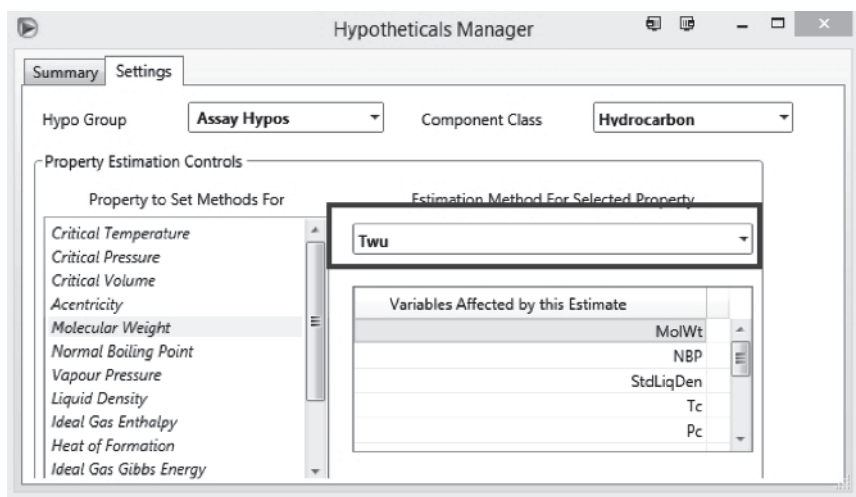 Hypotheticals Manager
Summary Settings
Hypo Group Assay Hypos Component Class Hydrocarbon
Property Estimation Controls
Property to Set Methods For Estimation Method For Selected Property
Twu
Critical Temperature
Critical Pressure
Critical Volume
Acentricity
Molecular Weight
Normal Boiling Point
Vapour Pressure
Liquid Density
Ideal Gas Enthalpy
Heat of Formation
Ideal Gas Gibbs Energy
Variables Affected by this Estimate
MolWt
NBP
StdLiqDen
Tc
Pc